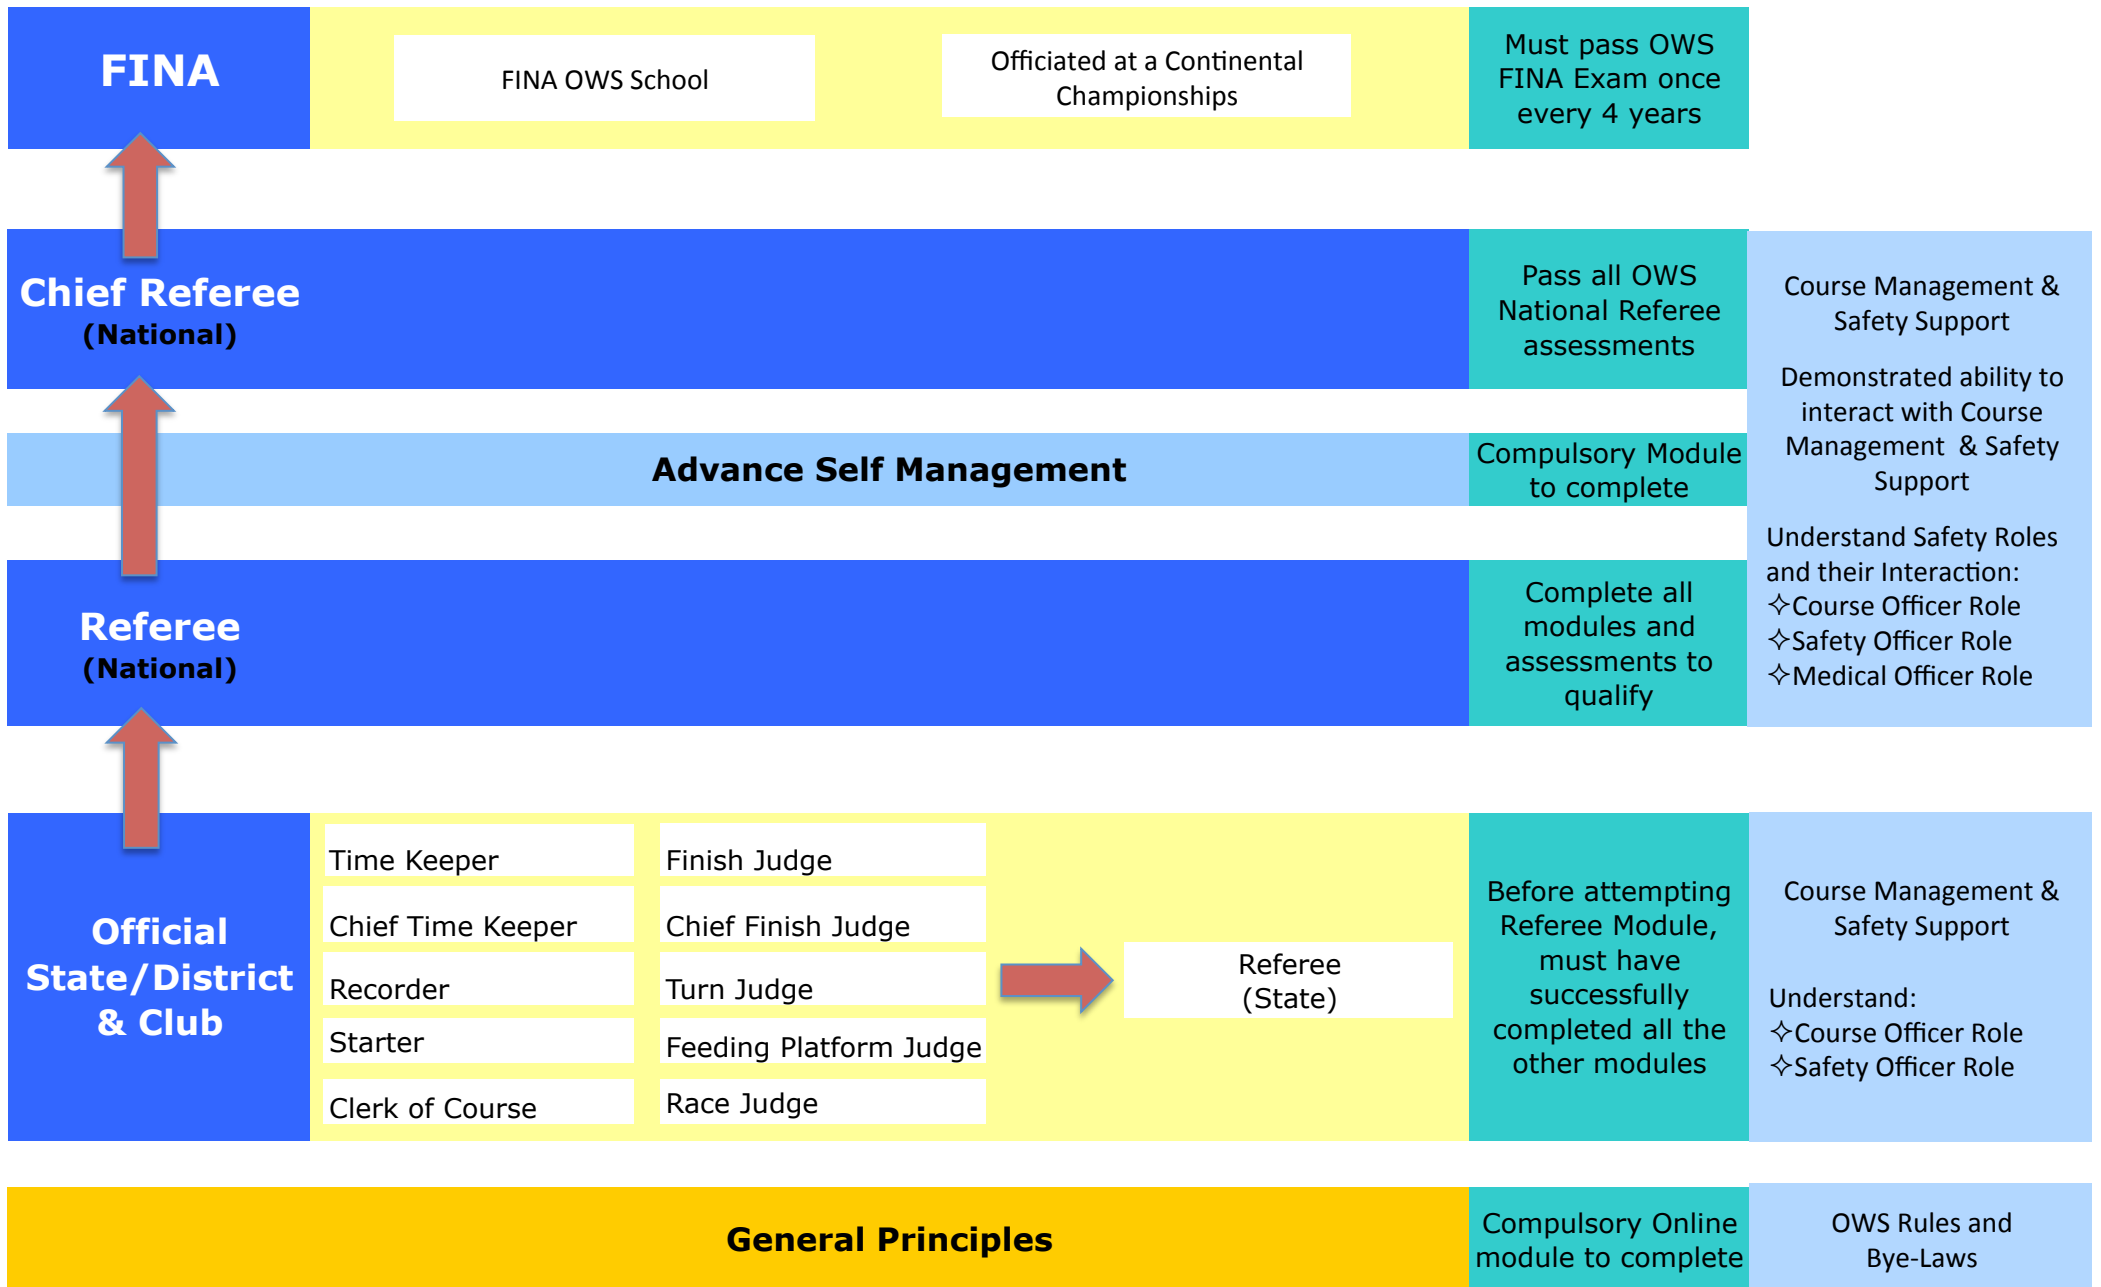 FINA
FINA OWS School
Officiated at a Continental
Championships
Must pass OWS
FINA Exam once
every 4 years
Chief Referee
(National)
Pass all OWS
National Referee
assessments
Course Management &
Safety Support
Demonstrated ability to
interact with Course
Management & Safety
Support
Understand Safety Roles
and their Interaction:
✧Course Officer Role
✧Safety Officer Role
✧Medical Officer Role
Advance Self Management
Compulsory Module
to complete
Referee
(National)
Complete all
modules and
assessments to
qualify
Official
State/District
& Club
Time Keeper
Chief Time Keeper
Recorder
Starter
Clerk of Course
Finish Judge
Chief Finish Judge
Turn Judge
Feeding Platform Judge
Race Judge
Referee
(State)
Before attempting
Referee Module,
must have
successfully
completed all the
other modules
Course Management &
Safety Support
Understand:
✧Course Officer Role
✧Safety Officer Role
General Principles
Compulsory Online
module to complete
OWS Rules and
Bye-Laws